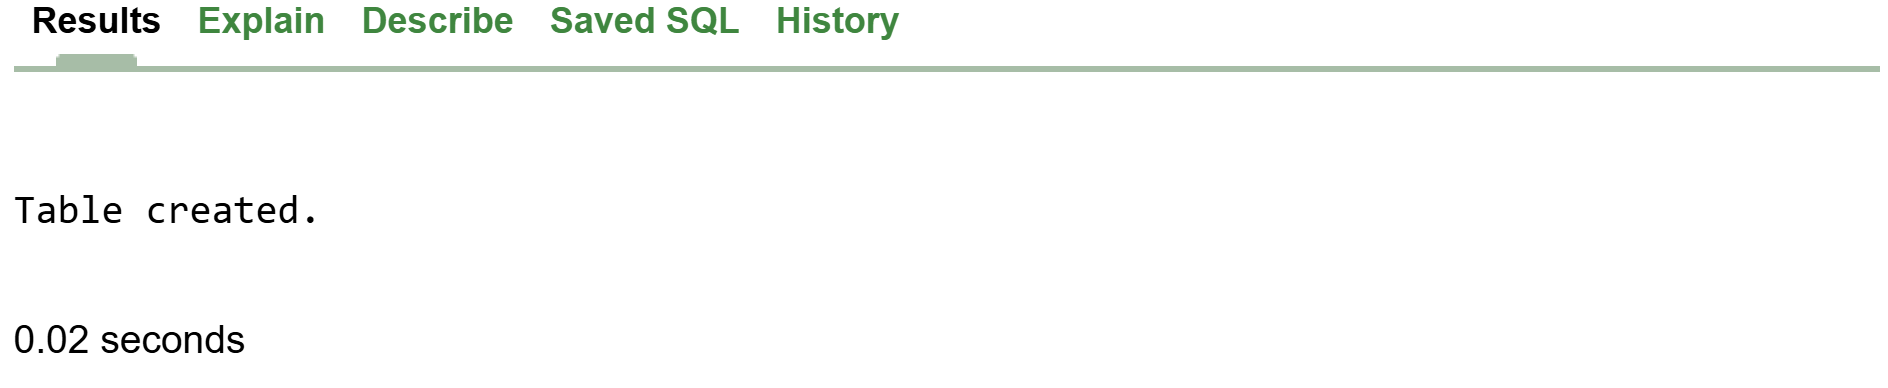 Results Explain Describe Saved SQL History
Table created.
0.02 seconds